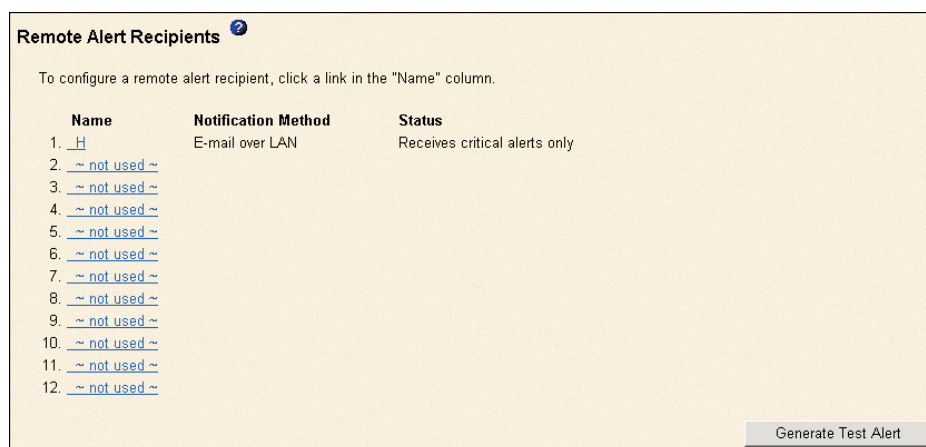 Remote Alert Recipients ?
To configure a remote alert recipient, click a link in the "Name" column.
Name Notification Method Status
1. H E-mail over LAN Receives critical alerts only
2. ~ not used ~
3. ~ not used ~
4. ~ not used ~
5. ~ not used ~
6. ~ not used ~
7. ~ not used ~
8. ~ not used ~
9. ~ not used ~
10. ~ not used ~
11. ~ not used ~
12. ~ not used ~
Generate Test Alert